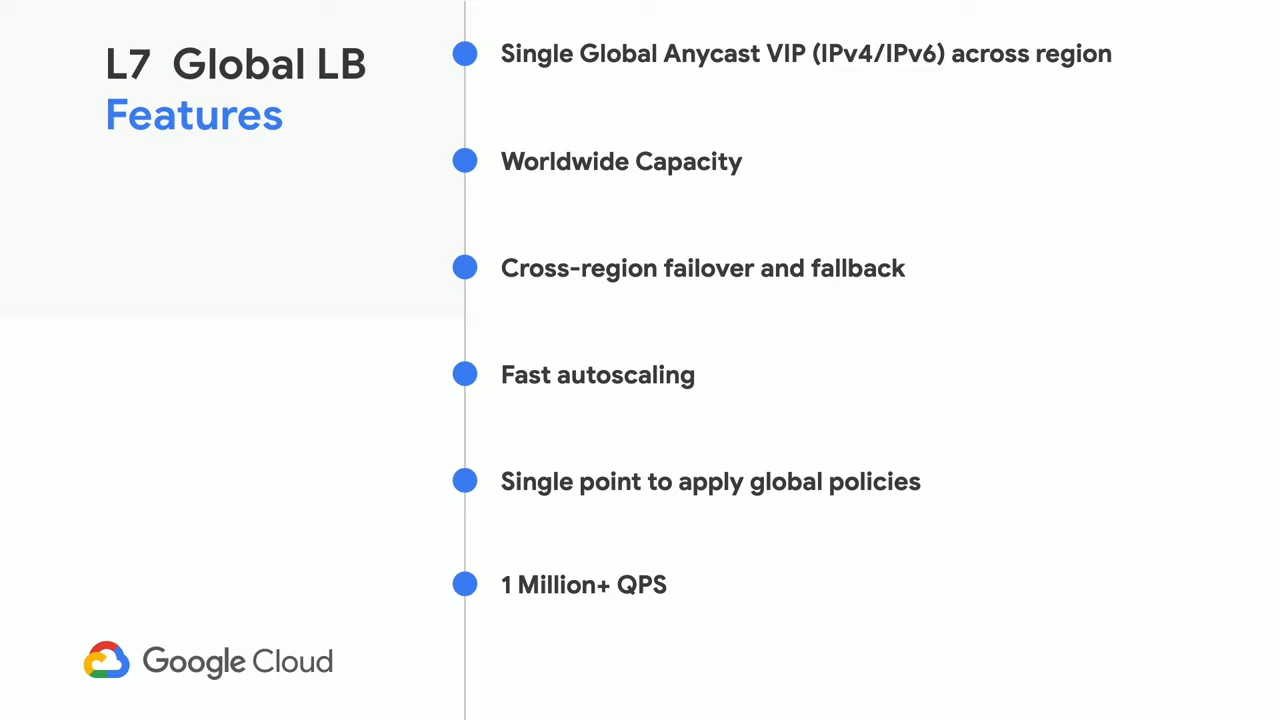 L7 Global LB
Features
Single Global Anycast VIP (IPv4/IPv6) across region
Worldwide Capacity
Cross-region failover and fallback
Fast autoscaling
Single point to apply global policies
1 Million+ QPS
Google Cloud